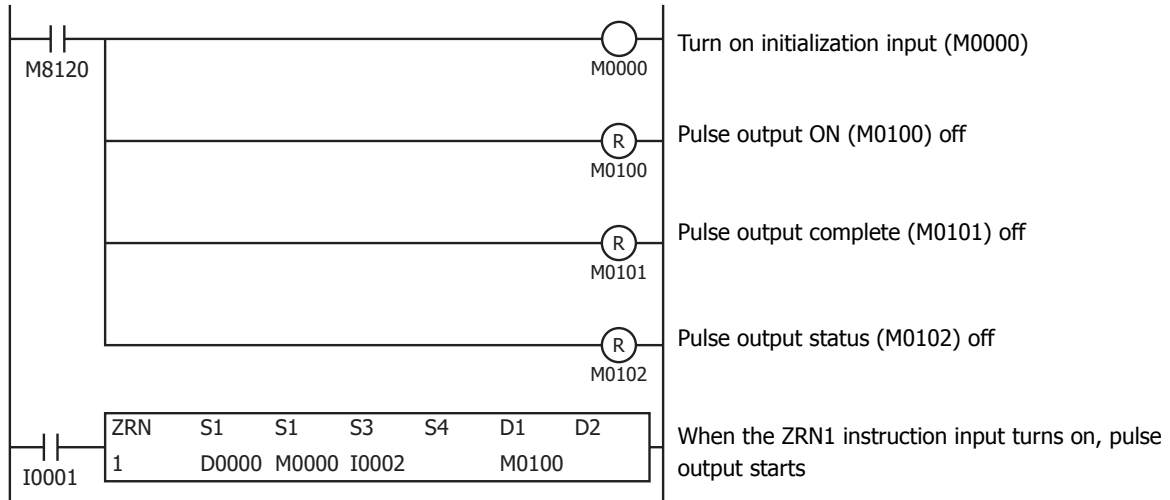 M8120
M0000
Turn on initialization input (M0000)
R
M0100
Pulse output ON (M0100) off
R
M0101
Pulse output complete (M0101) off
R
M0102
Pulse output status (M0102) off
I0001
ZRN S1 S1 S3 S4 D1 D2
1 D0000 M0000 I0002 M0100
When the ZRN1 instruction input turns on, pulse
output starts